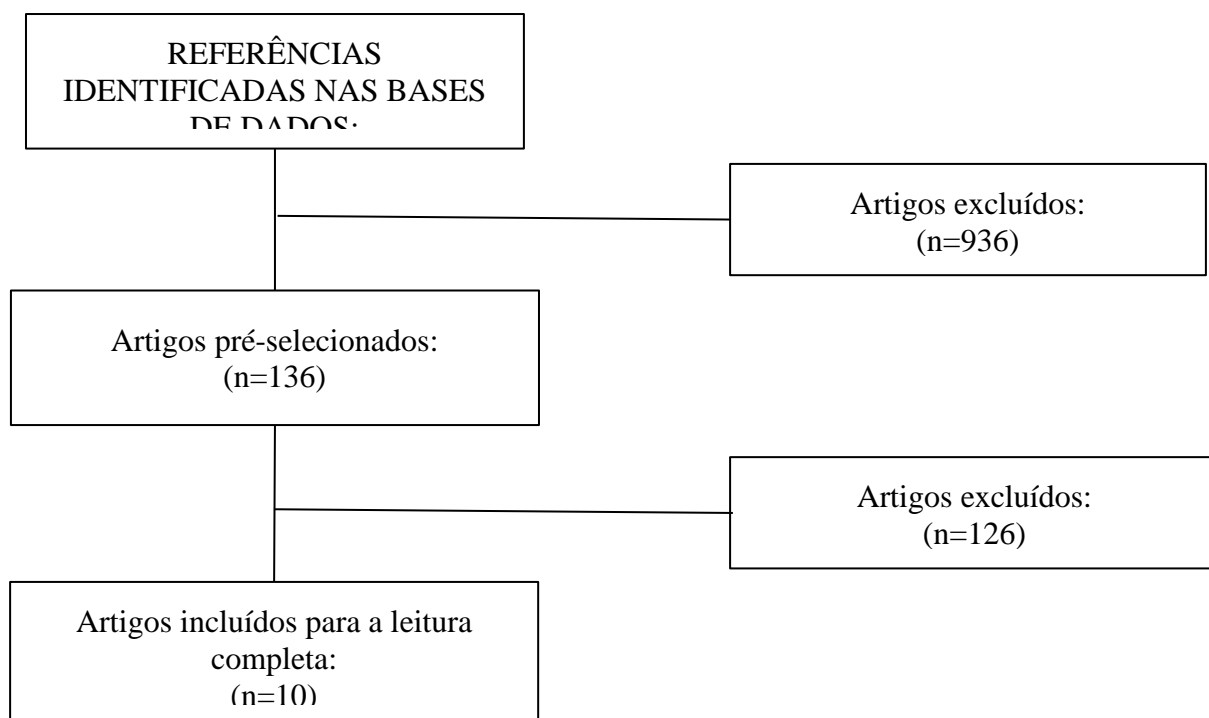 REFERÊNCIAS
IDENTIFICADAS NAS BASES
DE DADOS:
Artigos excluídos:
(n=936)
Artigos pré-selecionados:
(n=136)
Artigos excluídos:
(n=126)
Artigos incluídos para a leitura
completa:
(n=10)